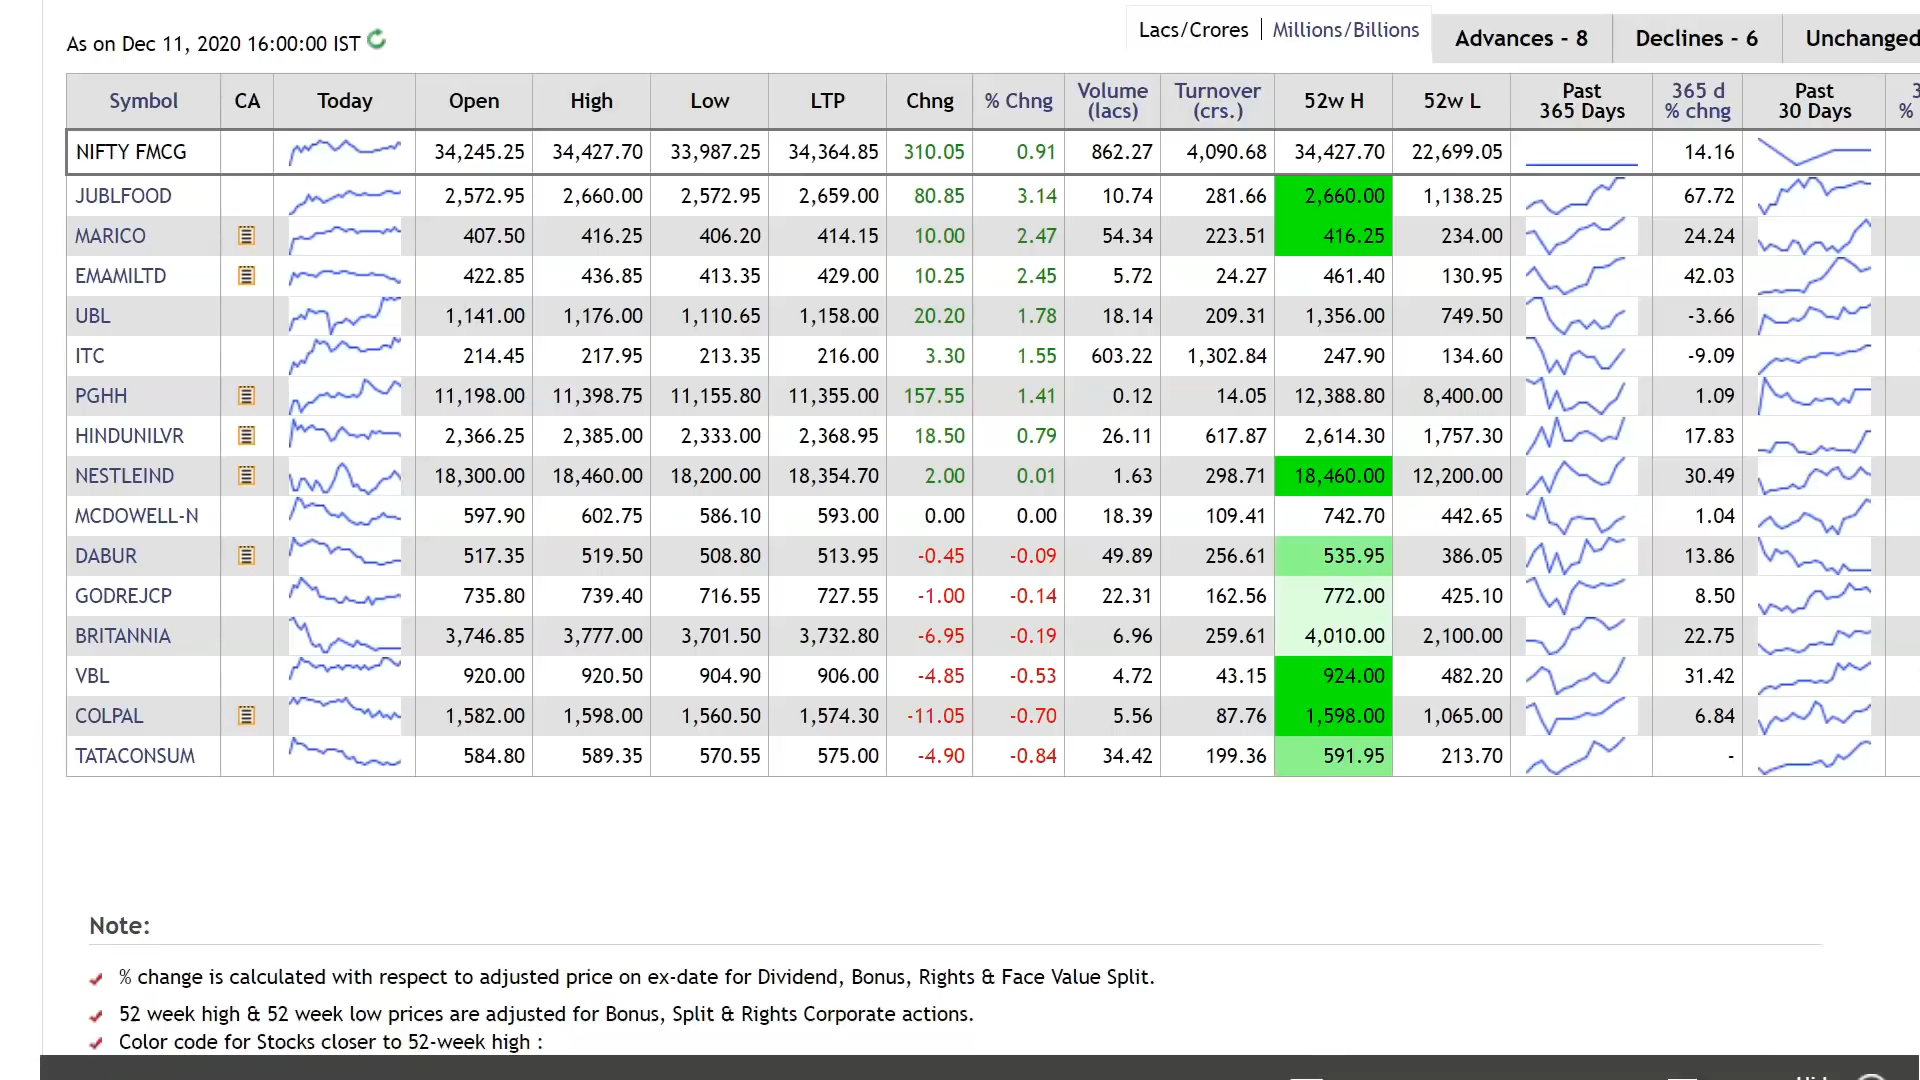 Lacs/Crores | Millions/Billions
Advances - 8 Declines - 6 Unchanged
As on Dec 11, 2020 16:00:00 IST
Symbol CA Today Open High Low LTP Chng % Chng Volume (lacs) Turnover (crs.) 52w H 52w L Past 365 Days 365 d % chng Past 30 Days
NIFTY FMCG 34,245.25 34,427.70 33,987.25 34,364.85 310.05 0.91 862.27 4,090.68 34,427.70 22,699.05 14.16
JUBLFOOD 2,572.95 2,660.00 2,572.95 2,659.00 80.85 3.14 10.74 281.66 2,660.00 1,138.25 67.72
MARICO 407.50 416.25 406.20 414.15 10.00 2.47 54.34 223.51 416.25 234.00 24.24
EMAMILTD 422.85 436.85 413.35 429.00 10.25 2.45 5.72 24.27 461.40 130.95 42.03
UBL 1,141.00 1,176.00 1,110.65 1,158.00 20.20 1.78 18.14 209.31 1,356.00 749.50 -3.66
ITC 214.45 217.95 213.35 216.00 3.30 1.55 603.22 1,302.84 247.90 134.60 -9.09
PGHH 11,198.00 11,398.75 11,155.80 11,355.00 157.55 1.41 0.12 14.05 12,388.80 8,400.00 1.09
HINDUNILVR 2,366.25 2,385.00 2,333.00 2,368.95 18.50 0.79 26.11 617.87 2,614.30 1,757.30 17.83
NESTLEIND 18,300.00 18,460.00 18,200.00 18,354.70 2.00 0.01 1.63 298.71 18,460.00 12,200.00 30.49
MCDOWELL-N 597.90 602.75 586.10 593.00 0.00 0.00 18.39 109.41 742.70 442.65 1.04
DABUR 517.35 519.50 508.80 513.95 -0.45 -0.09 49.89 256.61 535.95 386.05 13.86
GODREJCP 735.80 739.40 716.55 727.55 -1.00 -0.14 22.31 162.56 772.00 425.10 8.50
BRITANNIA 3,746.85 3,777.00 3,701.50 3,732.80 -6.95 -0.19 6.96 259.61 4,010.00 2,100.00 22.75
VBL 920.00 920.50 904.90 906.00 -4.85 -0.53 4.72 43.15 924.00 482.20 31.42
COLPAL 1,582.00 1,598.00 1,560.50 1,574.30 -11.05 -0.70 5.56 87.76 1,598.00 1,065.00 6.84
TATACONSUM 584.80 589.35 570.55 575.00 -4.90 -0.84 34.42 199.36 591.95 213.70 -
Note:
% change is calculated with respect to adjusted price on ex-date for Dividend, Bonus, Rights & Face Value Split.
52 week high & 52 week low prices are adjusted for Bonus, Split & Rights Corporate actions.
Color code for Stocks closer to 52-week high :